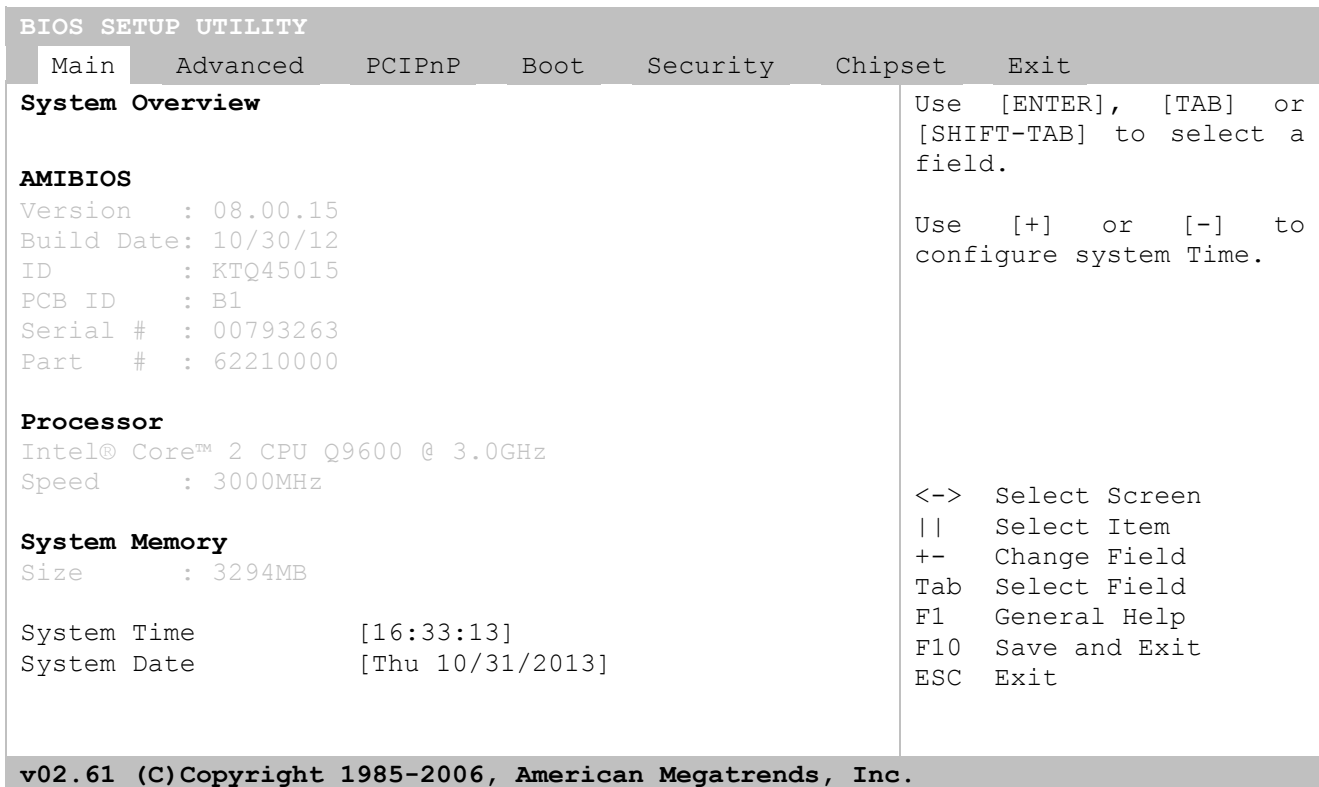 BIOS SETUP UTILITY
Main Advanced PCIPnP Boot Security Chipset Exit
System Overview
AMIBIOS
Version : 08.00.15
Build Date: 10/30/12
ID : KTQ45015
PCB ID : B1
Serial # : 00793263
Part # : 62210000
Processor
Intel® Core™ 2 CPU Q9600 @ 3.0GHz
Speed : 3000MHz
System Memory
Size : 3294MB
System Time [16:33:13]
System Date [Thu 10/31/2013]
Use [ENTER], [TAB] or
[SHIFT-TAB] to select a
field.
Use [+] or [-] to
configure system Time.
<-> Select Screen
|| Select Item
+- Change Field
Tab Select Field
F1 General Help
F10 Save and Exit
ESC Exit
v02.61 (C)Copyright 1985-2006, American Megatrends, Inc.